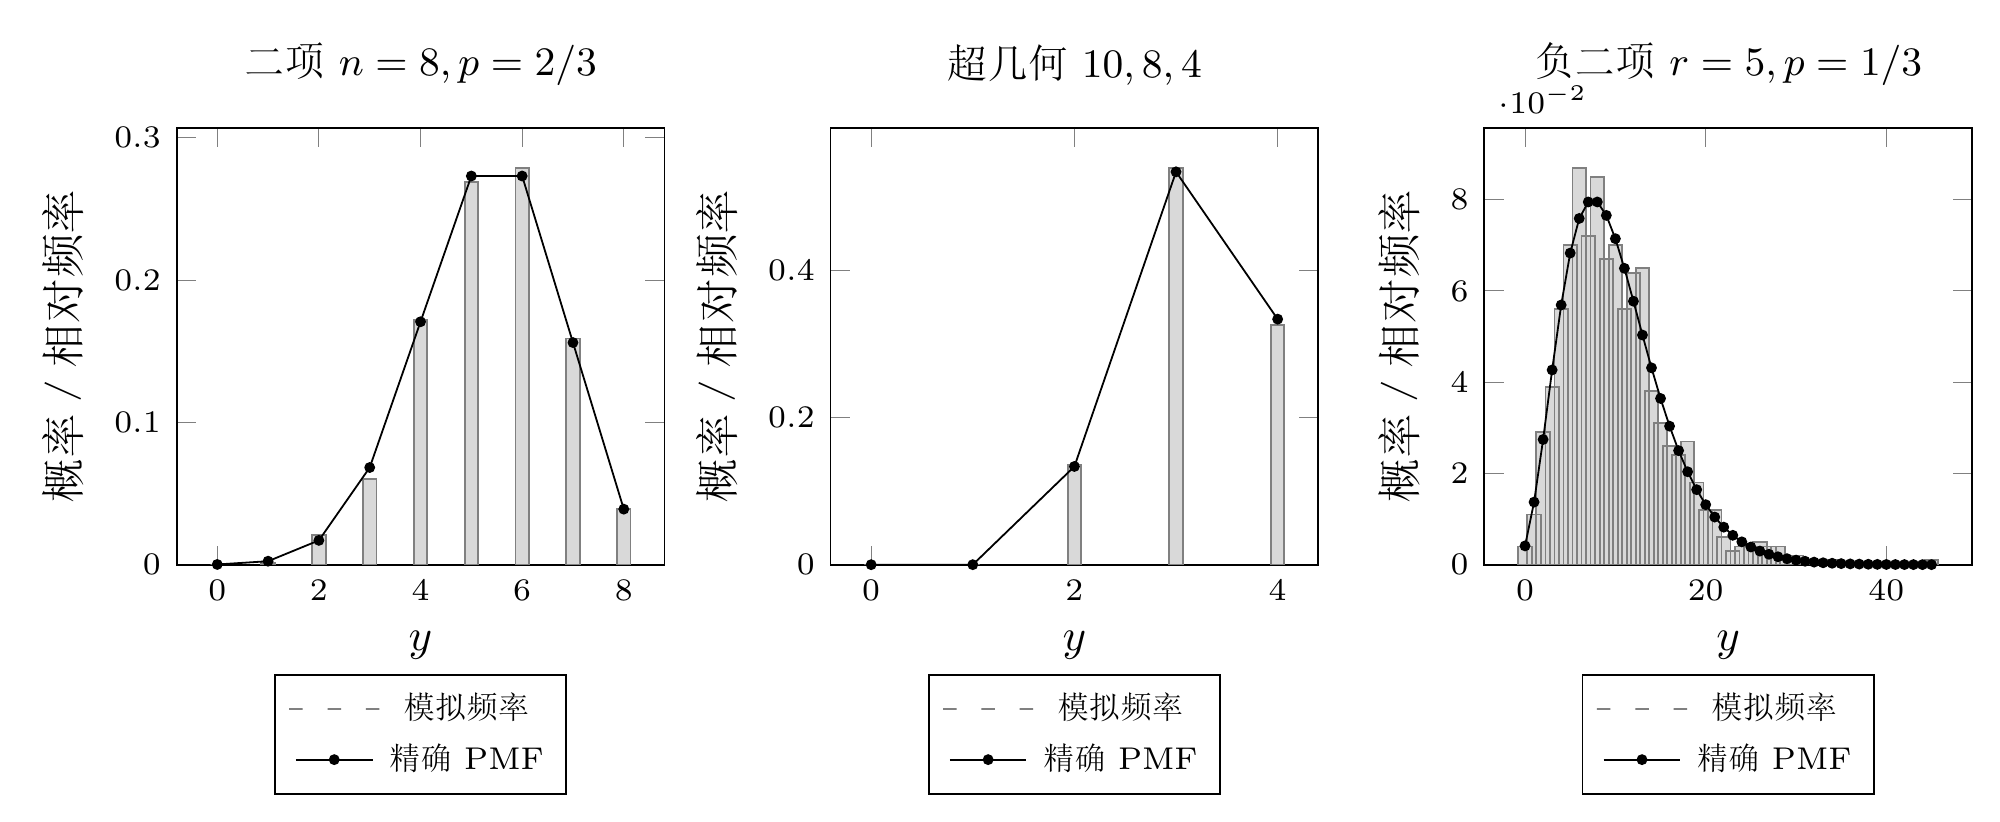 二项 n = 8, p = 2/3
概率 / 相对频率
0.3
0.2
0.1
0
0 2 4 6 8
y
模拟频率
精确 PMF
超几何 10, 8, 4
概率 / 相对频率
0.4
0.2
0
0 2 4
y
模拟频率
精确 PMF
负二项 r = 5, p = 1/3
·10⁻²
概率 / 相对频率
8
6
4
2
0
0 20 40
y
模拟频率
精确 PMF